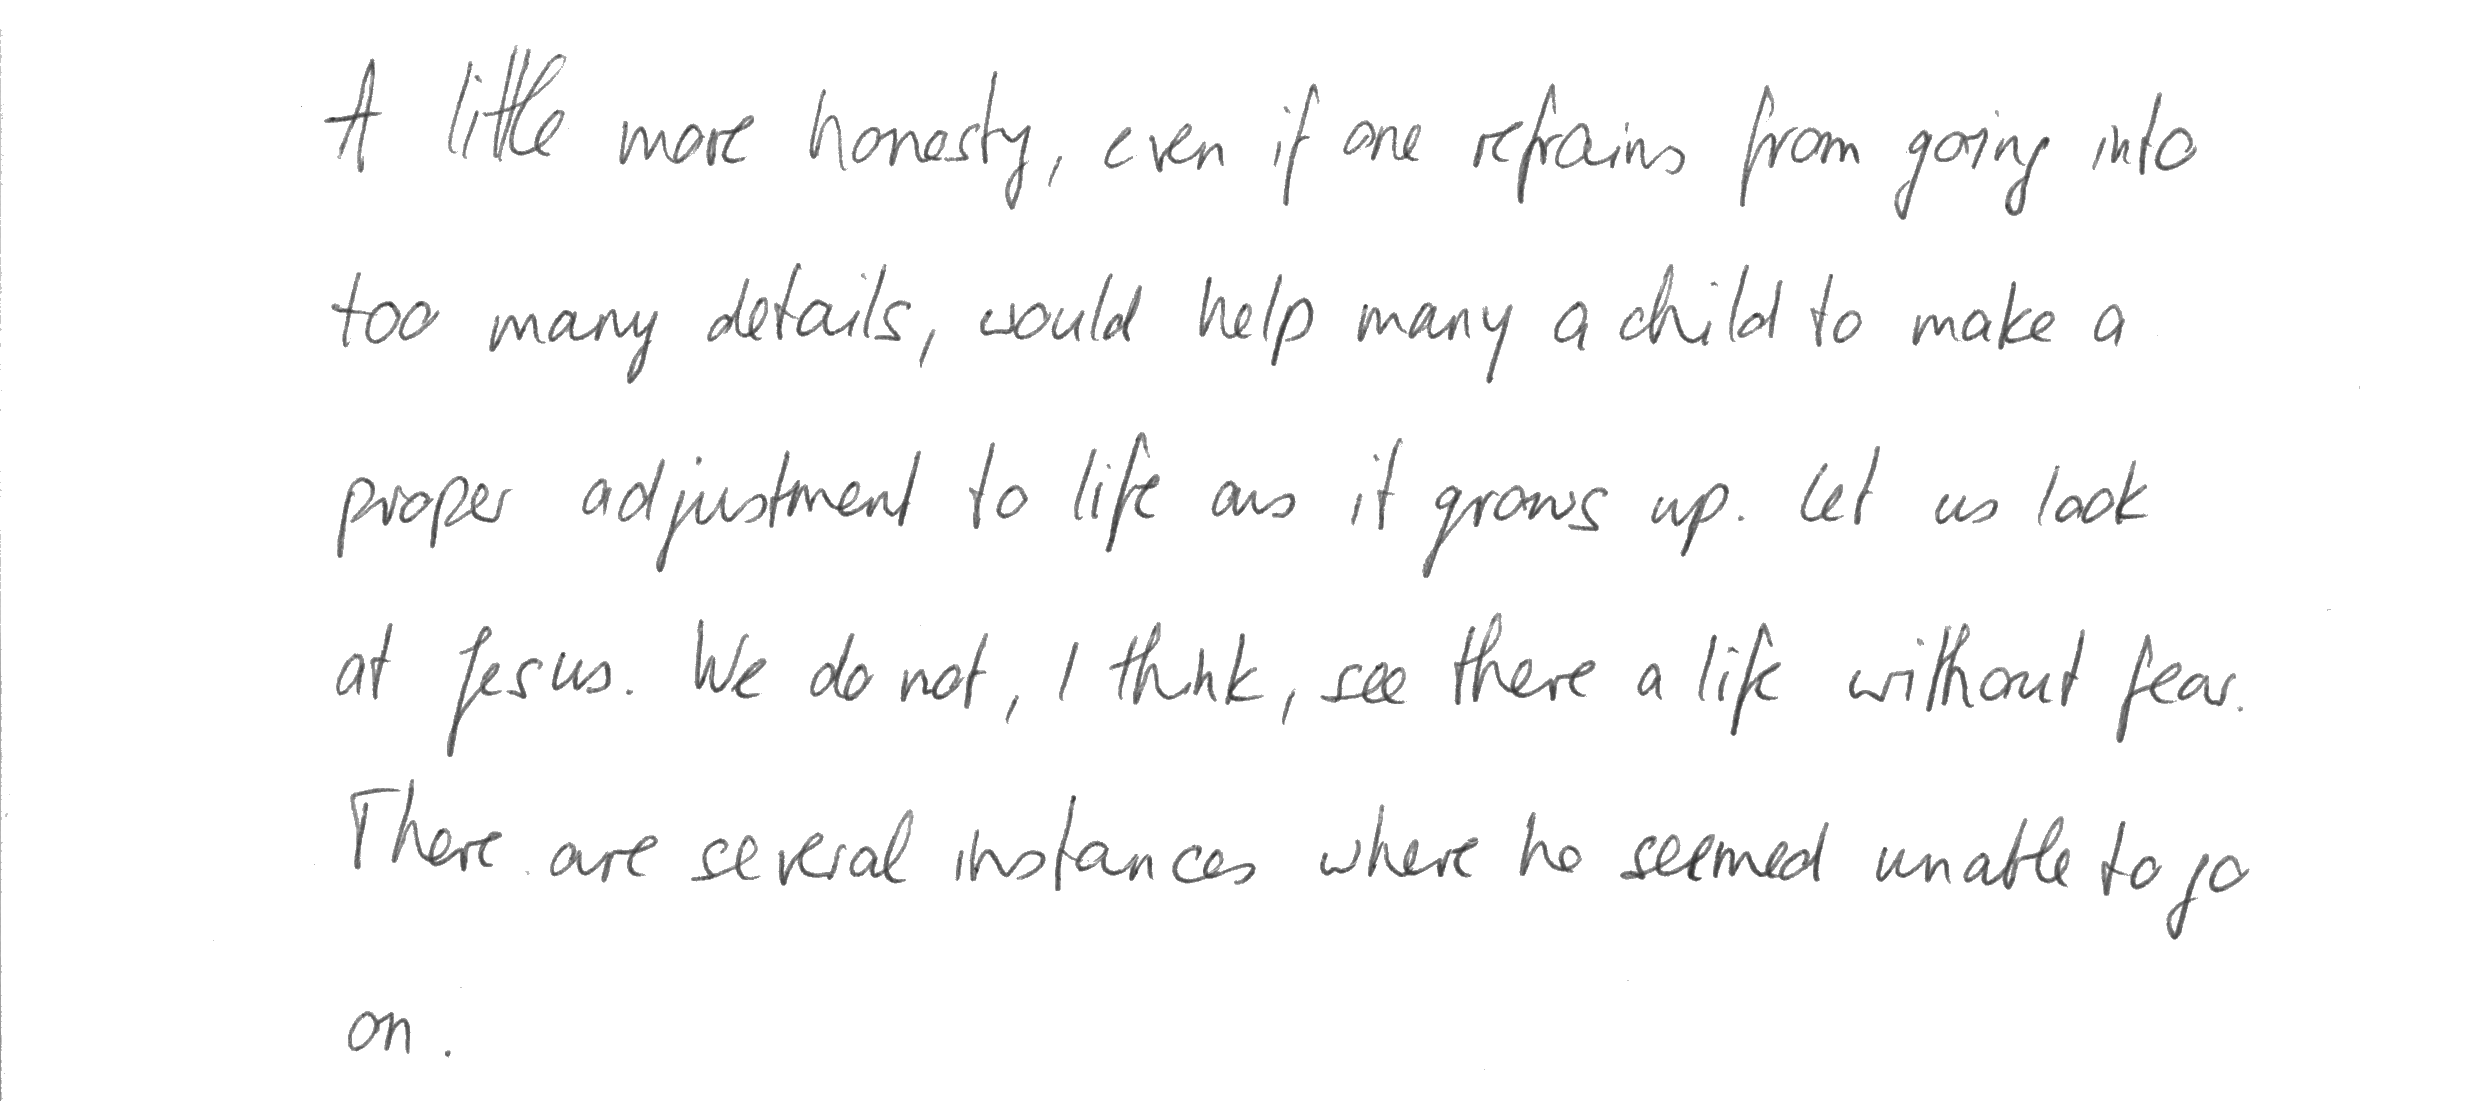 A little more honesty, even if one refrains from going into
too many details, would help many a child to make a
proper adjustment to life as it grows up. Let us look
at Jesus. We do not, I think, see there a life without fear.
There are several instances where he seemed unable to go
on.